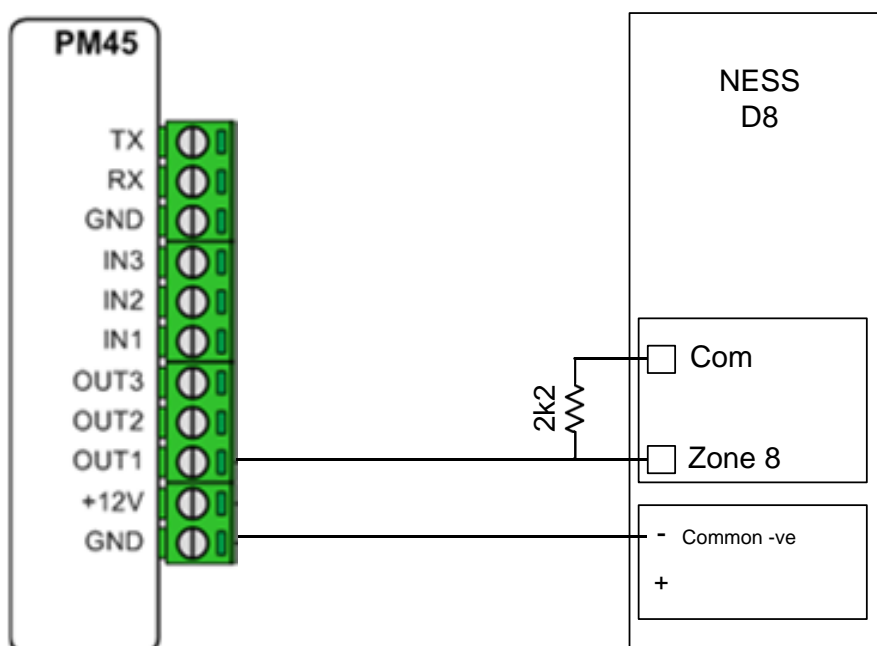 PM45
TX
RX
GND
IN3
IN2
IN1
OUT3
OUT2
OUT1
+12V
GND
2k2
NESS
D8
Com
Zone 8
- Common -ve
+